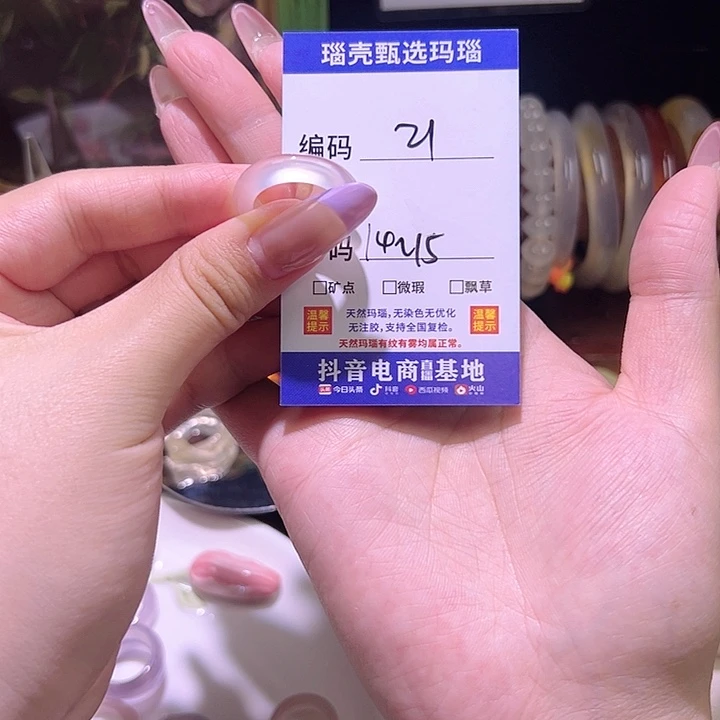 瑙壳甄选玛瑙
编码 21
码
□矿点 □微瑕 □飘草
温馨提示 天然玛瑙，无染色无优化 温馨提示
无注胶，支持全国复检。
天然玛瑙有纹有雾均属正常。
抖音电商直播基地
头条 今日头条 抖音 西瓜视频 火山